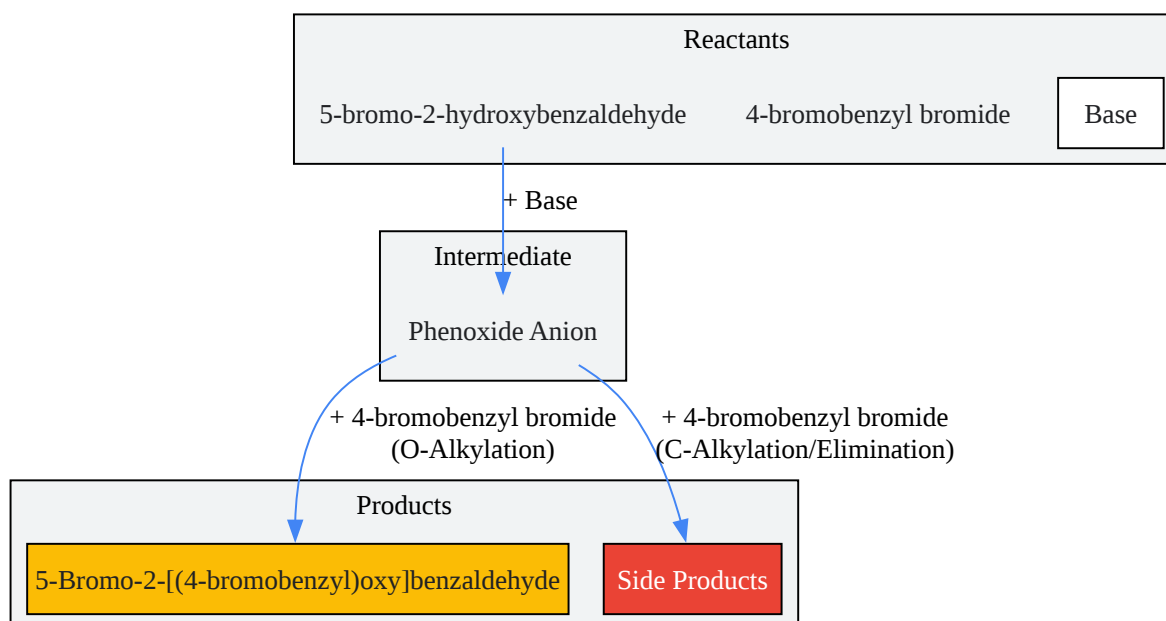 Reactants
5-bromo-2-hydroxybenzaldehyde
4-bromobenzyl bromide
Base
+ Base
Intermediate
Phenoxide Anion
+ 4-bromobenzyl bromide
(O-Alkylation)
+ 4-bromobenzyl bromide
(C-Alkylation/Elimination)
Products
5-Bromo-2-[(4-bromobenzyl)oxy]benzaldehyde
Side Products